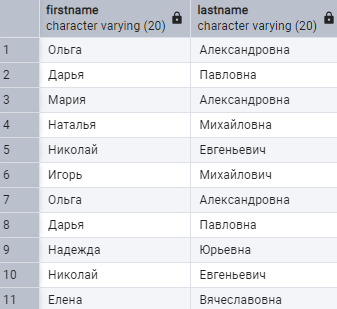 firstname lastname
character varying (20) character varying (20)
1 Ольга Александровна
2 Дарья Павловна
3 Мария Александровна
4 Наталья Михайловна
5 Николай Евгеньевич
6 Игорь Михайлович
7 Ольга Александровна
8 Дарья Павловна
9 Надежда Юрьевна
10 Николай Евгеньевич
11 Елена Вячеславовна